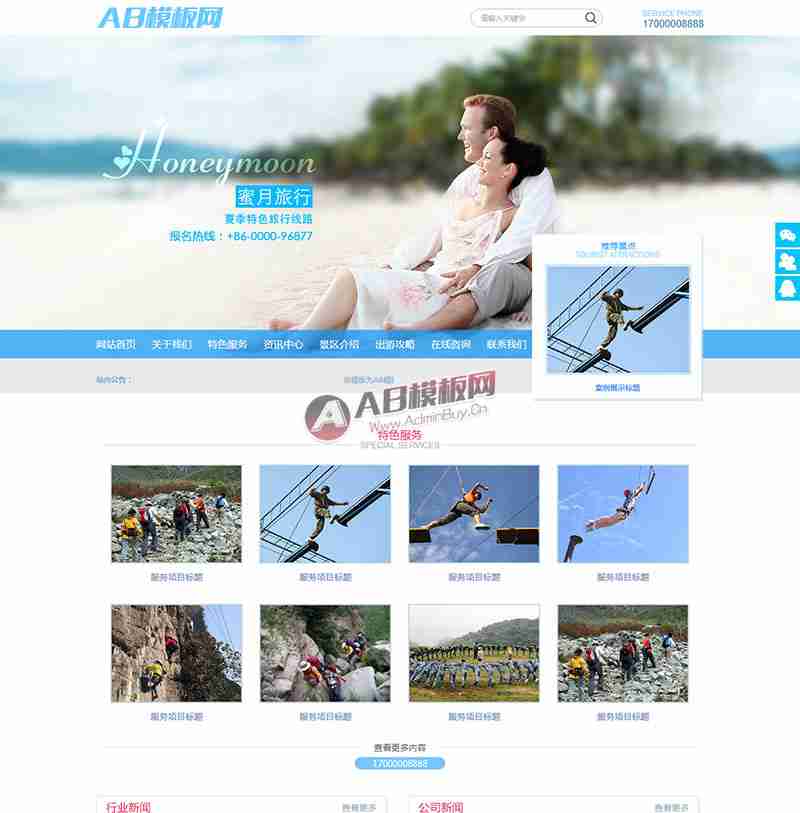 AB模板网
请输入关键字
SERVICE PHONE
17000008888
Honeymoon
蜜月旅行
夏季特色旅行线路
报名热线：+86-0000-96877
推荐景点
TOURIST ATTRACTIONS
案例展示标题
网站首页 关于我们 特色服务 资讯中心 景区介绍 出游攻略 在线咨询 联系我们
站内公告：
AB模板网
Www.AdminBuy.Cn
特色服务
SPECIAL SERVICES
服务项目标题 服务项目标题 服务项目标题 服务项目标题
服务项目标题 服务项目标题 服务项目标题 服务项目标题
查看更多内容
17000008888
行业新闻 查看更多 公司新闻 查看更多